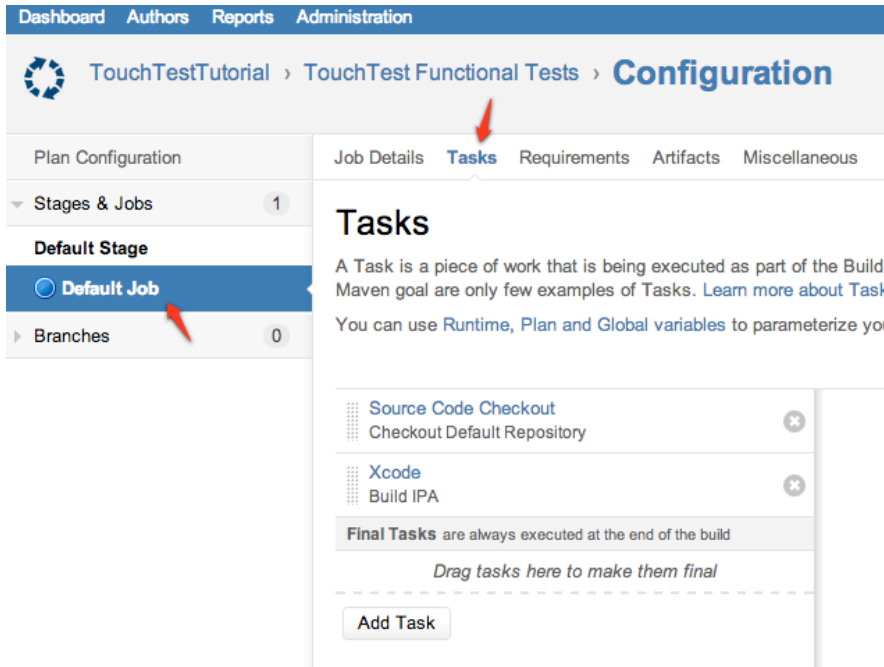 Dashboard Authors Reports Administration
TouchTestTutorial › TouchTest Functional Tests › Configuration
Plan Configuration
Stages & Jobs 1
Default Stage
Default Job
Branches 0
Job Details Tasks Requirements Artifacts Miscellaneous
Tasks
A Task is a piece of work that is being executed as part of the Build
Maven goal are only few examples of Tasks. Learn more about
You can use Runtime, Plan and Global variables to parameterize
Source Code Checkout
Checkout Default Repository
Xcode
Build IPA
Final Tasks are always executed at the end of the build
Drag tasks here to make them final
Add Task